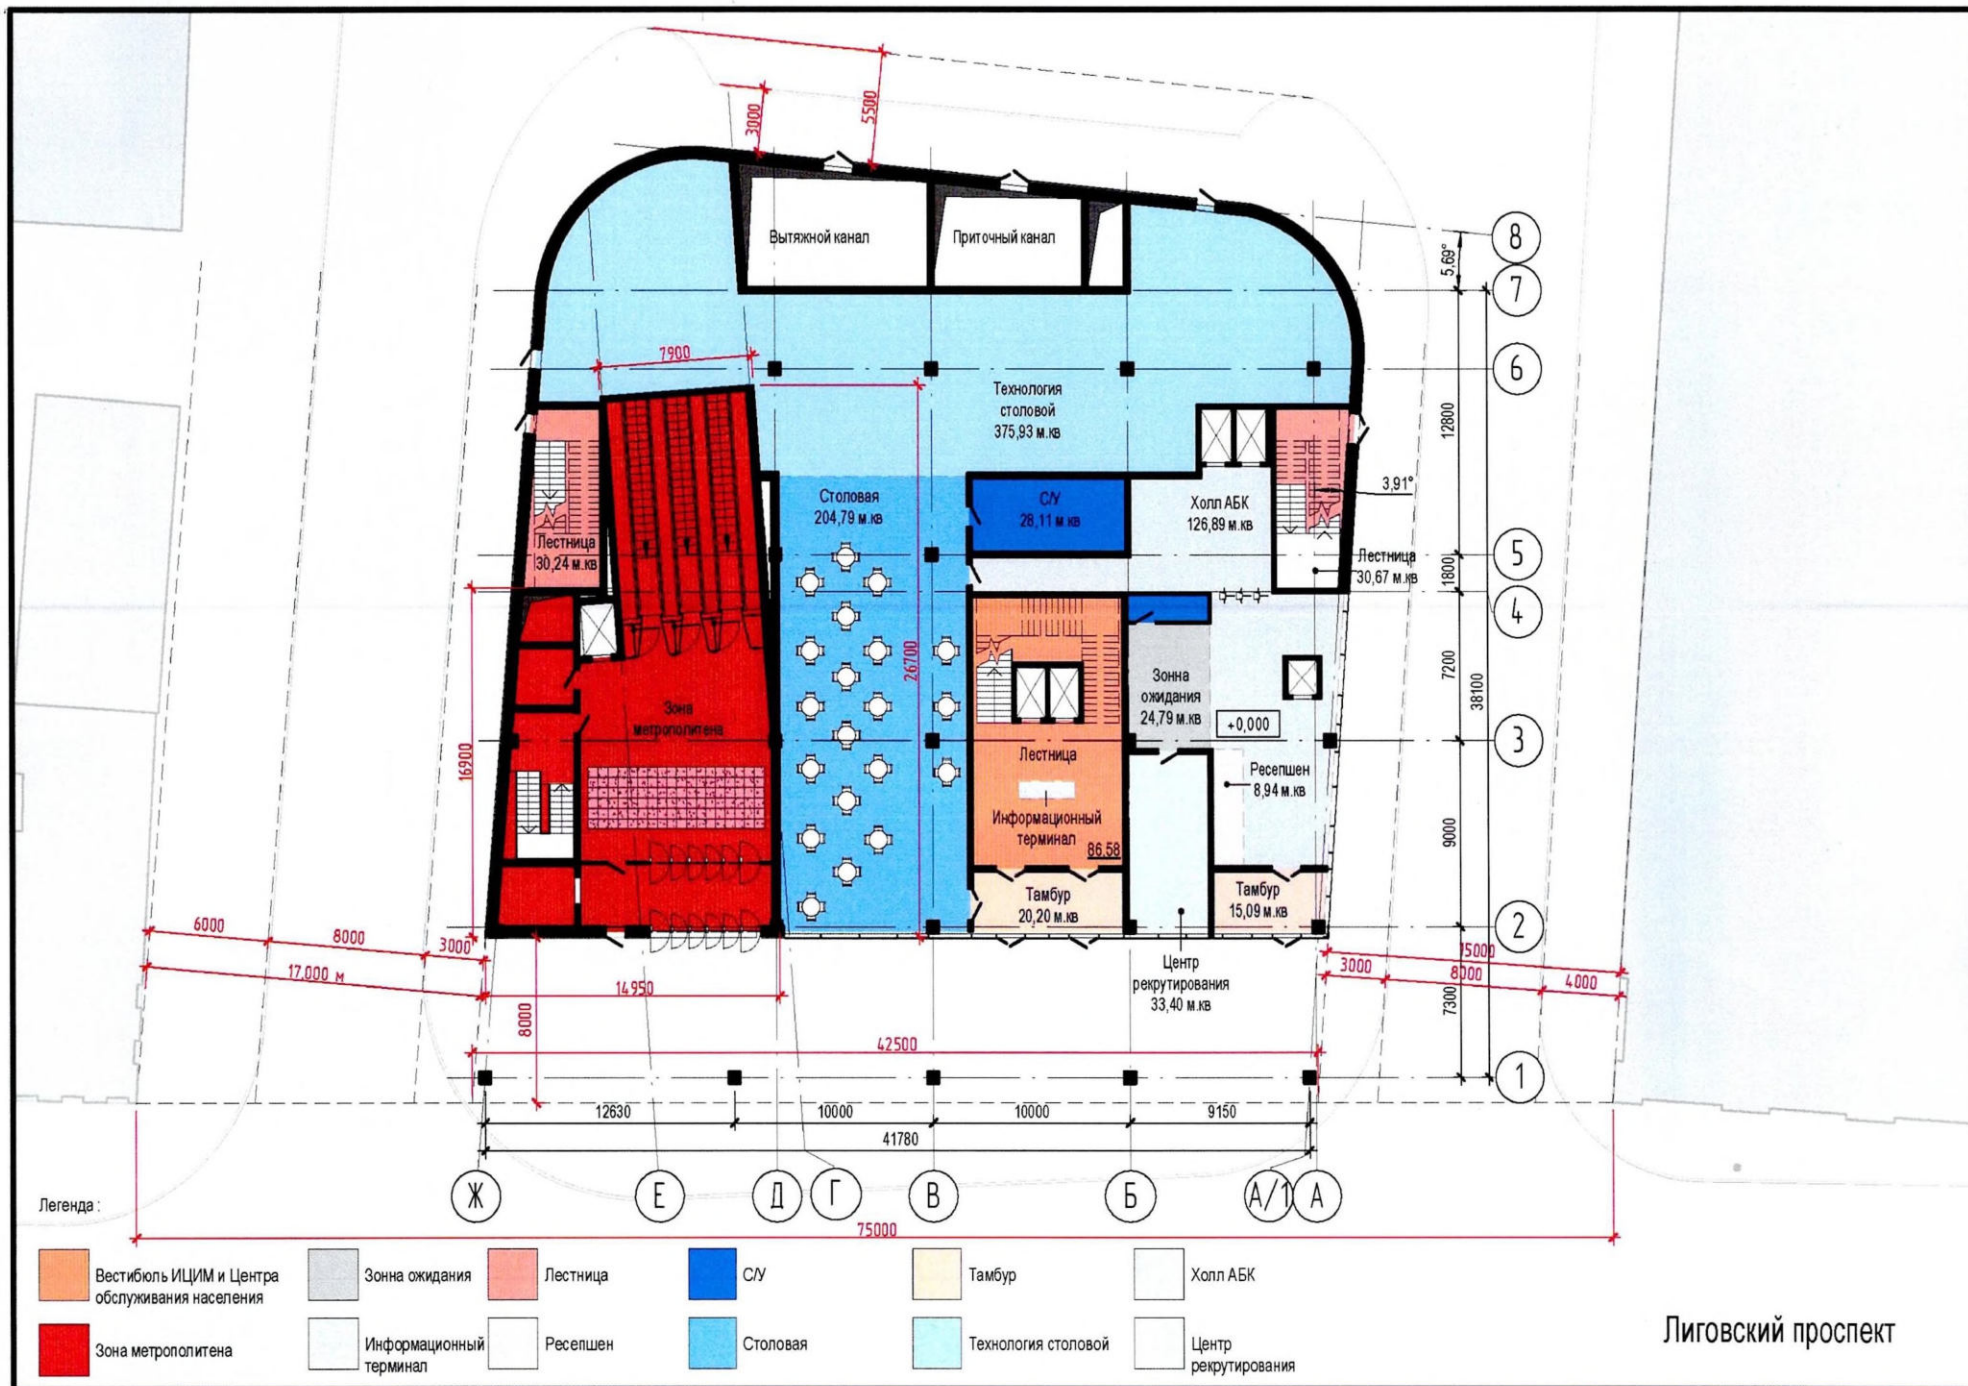 5500
3000
Вытяжной канал
Приточный канал
8
5,69°
7
7900
6
Технология
столовой
375,93 м.кв
12800
3,91°
Столовая
204,79 м.кв
С/У
28,11 м.кв
Холл АБК
126,89 м.кв
Лестница
30,24 м.кв
5
Лестница
30,67 м.кв
1800
4
26700
7200
38100
Зона
метрополитена
Зонна
ожидания
24,79 м.кв
+0,000
3
16900
Лестница
Ресепшен
8,94 м.кв
Информационный
терминал
86.58
9000
Тамбур
20,20 м.кв
Тамбур
15,09 м.кв
2
6000
8000
3000
17.000 м
14950
8000
Центр
рекрутирования
33,40 м.кв
15000
3000
8000
4000
7300
42500
1
12630
10000
10000
9150
41780
Ж
Е
Д
Г
В
Б
А/1
А
75000
Легенда :
Вестибюль ИЦИМ и Центра
обслуживания населения
Зонна ожидания
Лестница
С/У
Тамбур
Холл АБК
Зона метрополитена
Информационный
терминал
Ресепшен
Столовая
Технология столовой
Центр
рекрутирования
Лиговский проспект